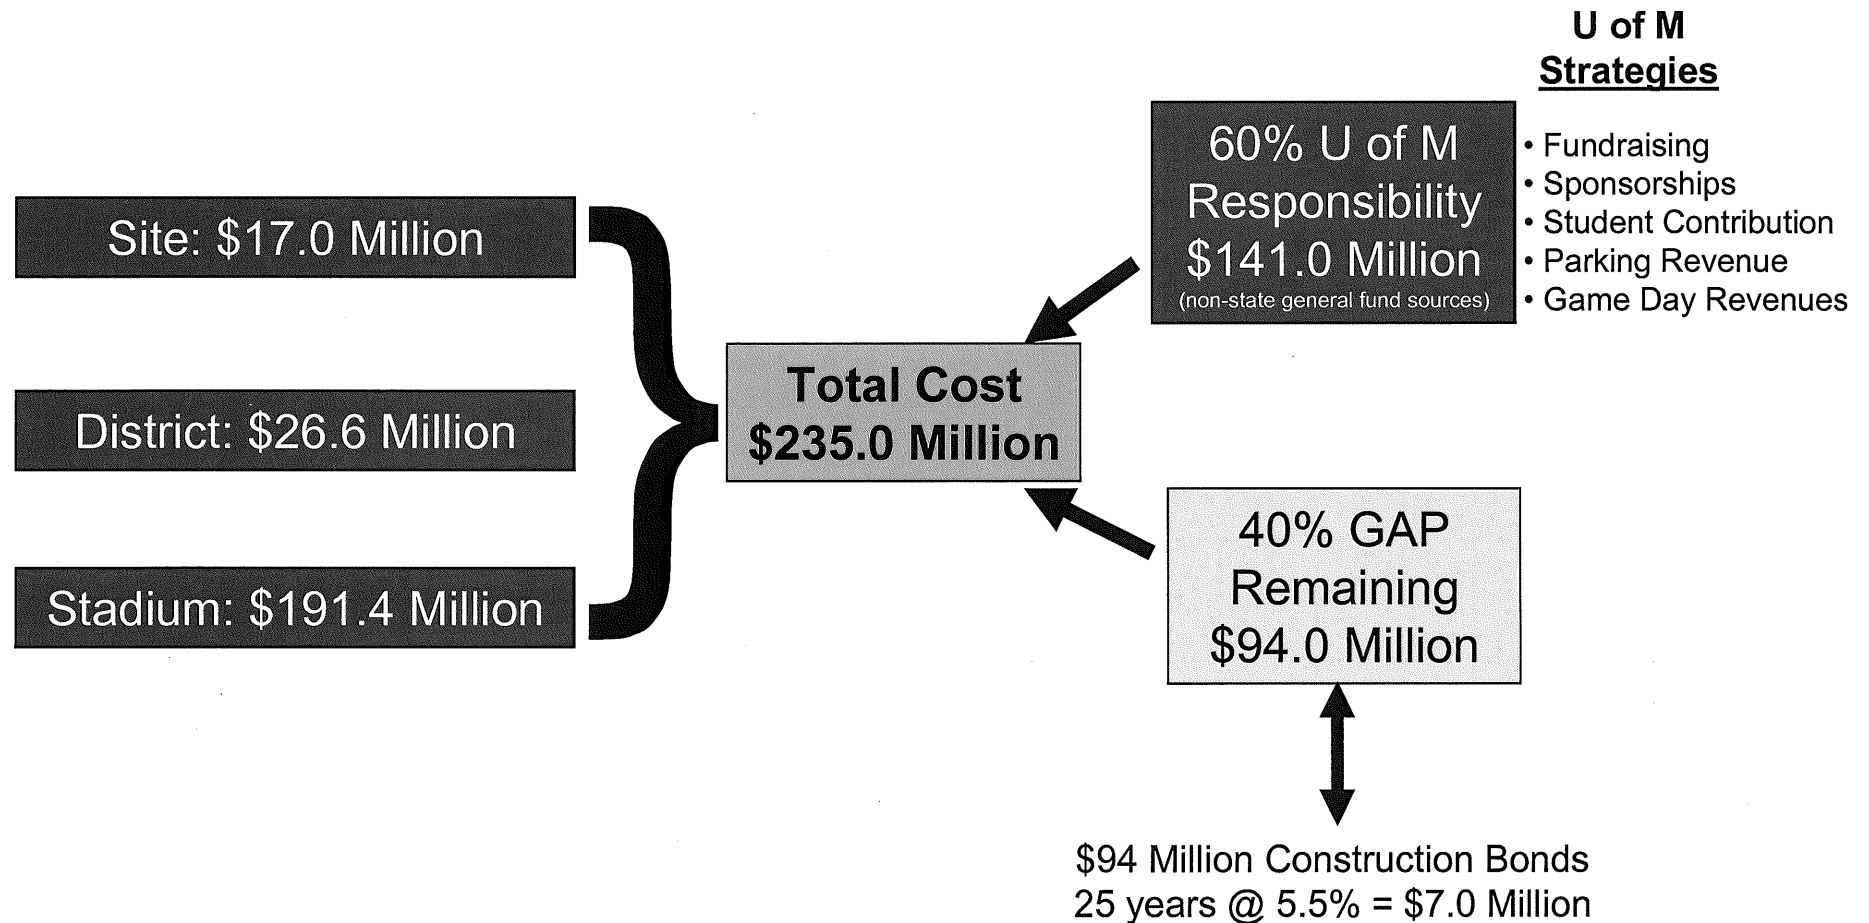 Site: $17.0 Million
District: $26.6 Million
Stadium: $191.4 Million
Total Cost
$235.0 Million
60% U of M
Responsibility
$141.0 Million
(non-state general fund sources)
U of M
Strategies
• Fundraising
• Sponsorships
• Student Contribution
• Parking Revenue
• Game Day Revenues
40% GAP
Remaining
$94.0 Million
$94 Million Construction Bonds
25 years @ 5.5% = $7.0 Million